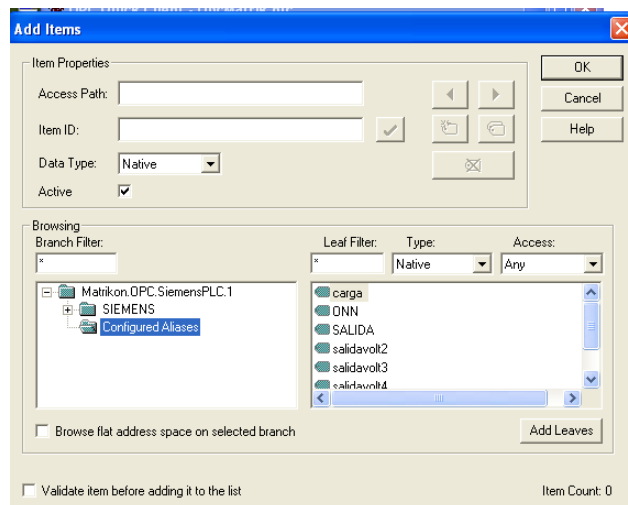 Add Items
Item Properties
Access Path:
Item ID:
Data Type: Native
Active
OK
Cancel
Help
Browsing
Branch Filter:
*
Leaf Filter: Type: Access:
* Native Any
Matrikon.OPC.SiemensPLC.1
SIEMENS
Configured Aliases
carga
ONN
SALIDA
salidavolt2
salidavolt3
salidavolt4
Browse flat address space on selected branch
Add Leaves
Validate item before adding it to the list
Item Count: 0